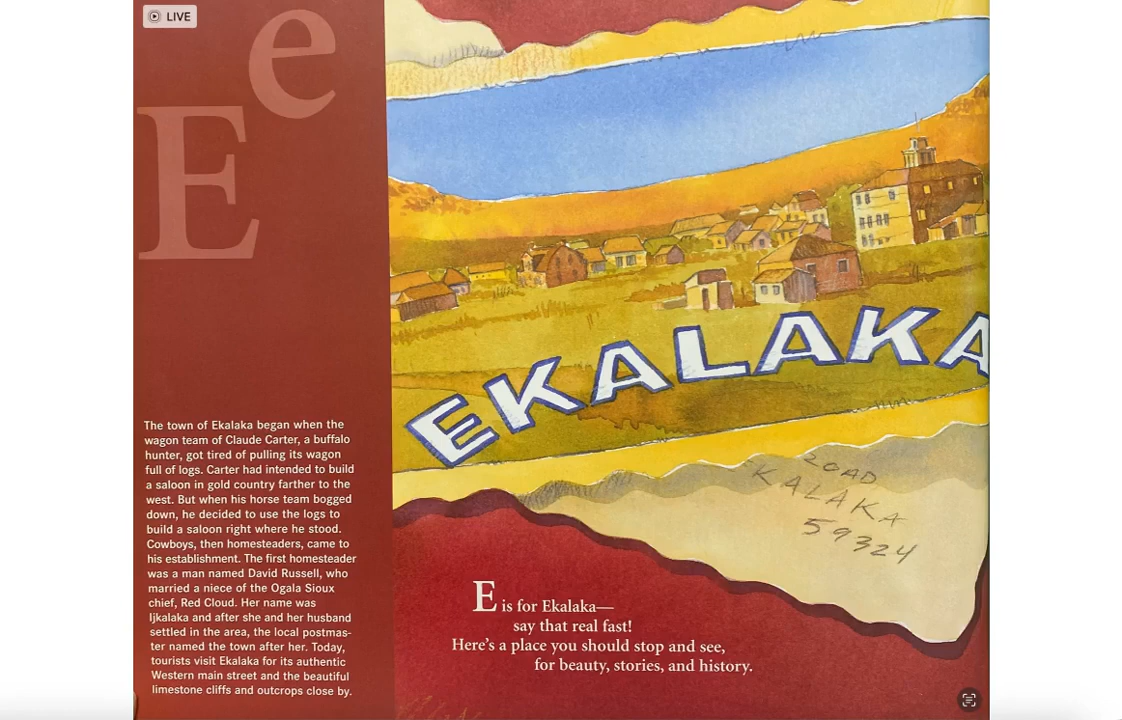 LIVE
e
E
The town of Ekalaka began when the
wagon team of Claude Carter, a buffalo
hunter, got tired of pulling its wagon
full of logs. Carter had intended to build
a saloon in gold country farther to the
west. But when his horse team bogged
down, he decided to use the logs to
build a saloon right where he stood.
Cowboys, then homesteaders, came to
his establishment. The first homesteader
was a man named David Russell, who
married a niece of the Ogala Sioux
chief, Red Cloud. Her name was
Ijkalaka and after she and her husband
settled in the area, the local postmas-
ter named the town after her. Today,
tourists visit Ekalaka for its authentic
Western main street and the beautiful
limestone cliffs and outcrops close by.
EKALAKA
ROAD
KALAKA
59324
E is for Ekalaka—
say that real fast!
Here's a place you should stop and see,
for beauty, stories, and history.